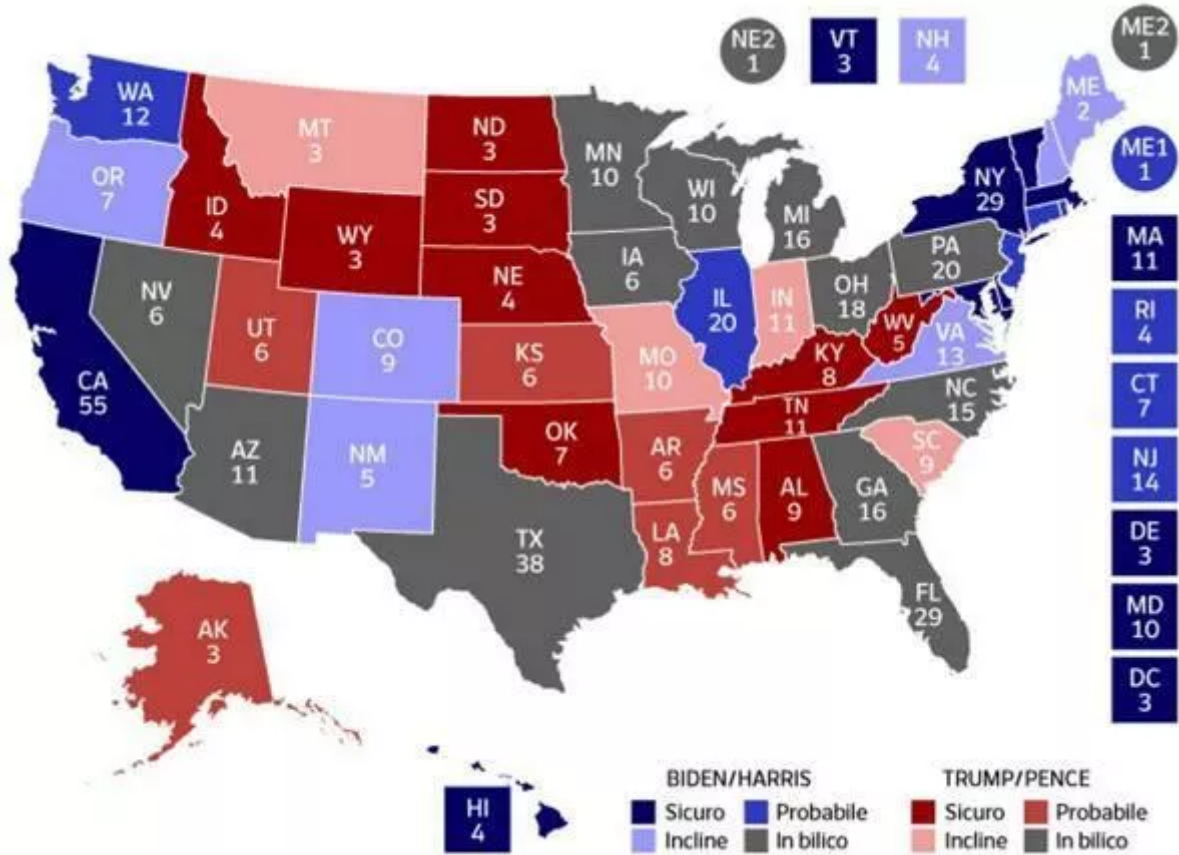 NE2
1
VT
3
NH
4
ME2
1
WA
12
MT
3
ND
3
MN
10
ME
2
OR
7
ID
4
WY
3
SD
3
WI
10
MI
16
NY
29
ME1
1
NV
6
UT
6
CO
9
NE
4
KS
6
IA
6
MO
10
IL
20
IN
11
OH
18
PA
20
WV
5
VA
13
KY
8
NC
15
MA
11
RI
4
CT
7
CA
55
AZ
11
NM
5
OK
7
AR
6
TN
11
SC
9
MS
6
AL
9
GA
16
LA
8
TX
38
FL
29
NJ
14
DE
3
MD
10
DC
3
AK
3
HI
4
BIDEN/HARRIS
Sicuro Probabile
Incline In bilico
TRUMP/PENCE
Sicuro Probabile
Incline In bilico